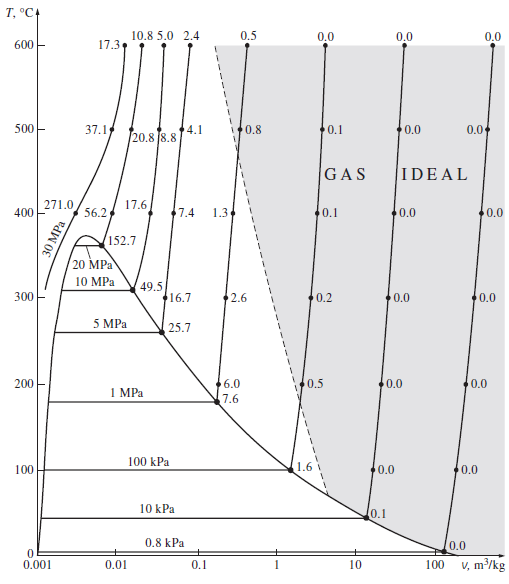 T, °C
10.8 5.0 2.4 0.5 0.0 0.0 0.0
600 17.3
500 37.1 20.8 8.8 4.1 0.8 0.1 0.0 0.0
GAS IDEAL
271.0 56.2 17.6
400 7.4 1.3 0.1 0.0 0.0
30 MPa
152.7
20 MPa
10 MPa 49.5
300 16.7 2.6 0.2 0.0 0.0
5 MPa 25.7
200 6.0 0.5 0.0 0.0
1 MPa 7.6
100 kPa 1.6
100 0.0 0.0
10 kPa 0.1
0.8 kPa 0.0
0
0.001 0.01 0.1 1 10 100 v, m³/kg